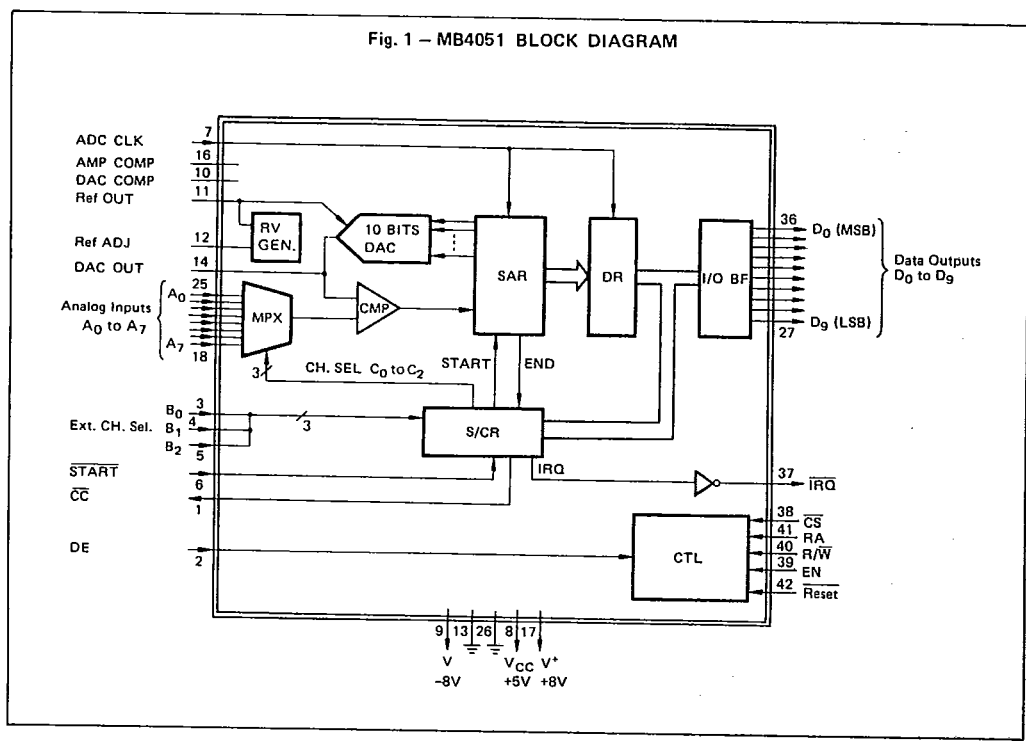 Fig. 1 – MB4051 BLOCK DIAGRAM
ADC CLK
7
AMP COMP
16
DAC COMP
10
Ref OUT
11
RV
GEN.
Ref ADJ
12
DAC OUT
14
10 BITS
DAC
SAR
DR
I/O BF
36
D0 (MSB)
Data Outputs
D0 to D9
D9 (LSB)
27
25
Analog Inputs
A0 to A7
A0
A7
18
MPX
CMP
3
CH. SEL C0 to C2
START
END
Ext. CH. Sel.
B0
3
B1
4
B2
5
3
S/CR
START
6
CC
1
IRQ
37
IRQ
DE
2
CTL
38
CS
41
RA
40
R/W
39
EN
42
Reset
9
13
26
8
17
V
VCC
V+
–8V
+5V
+8V